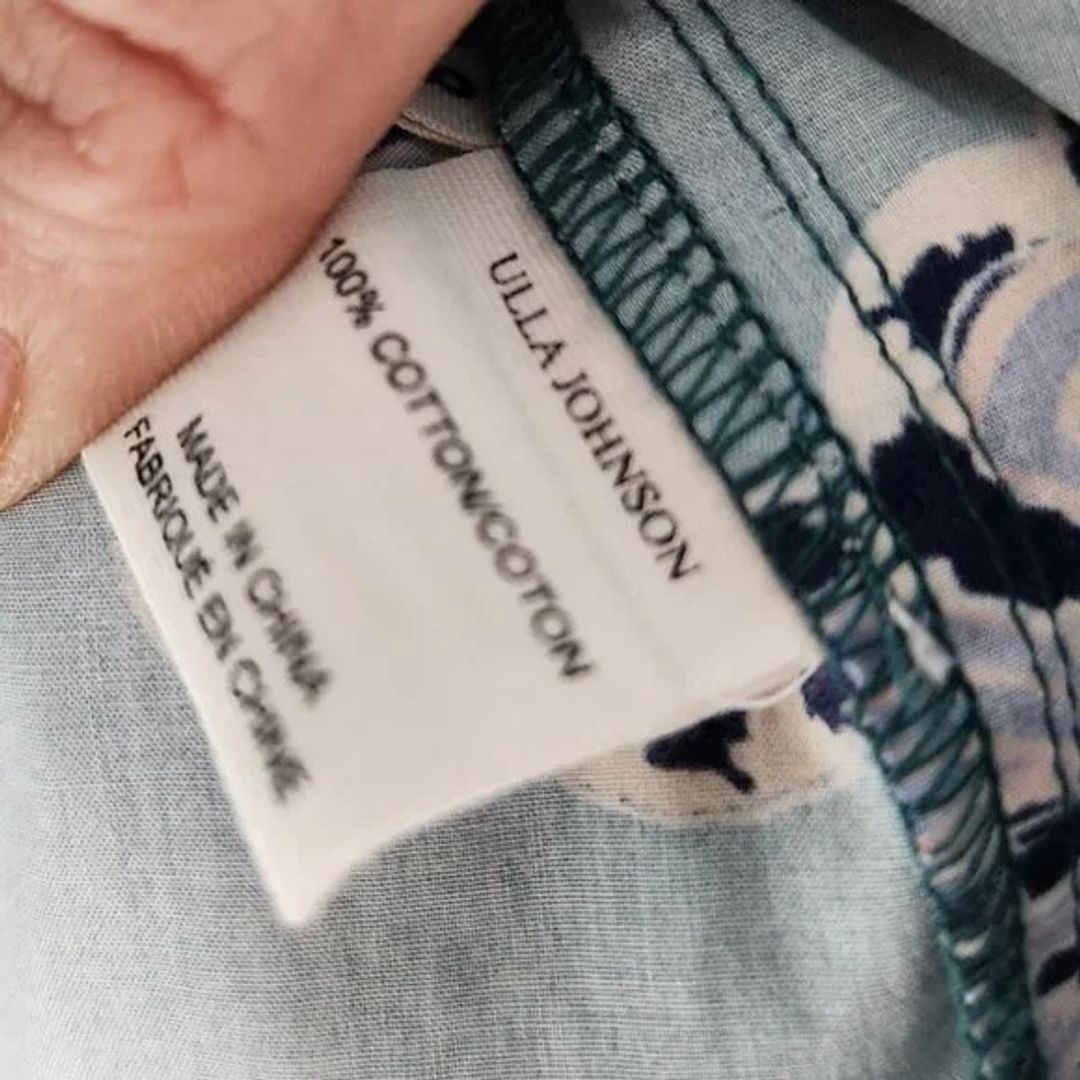 ULLA JOHNSON
100% COTTON/COTON
MADE IN CHINA
FABRIQUE EN CHINE